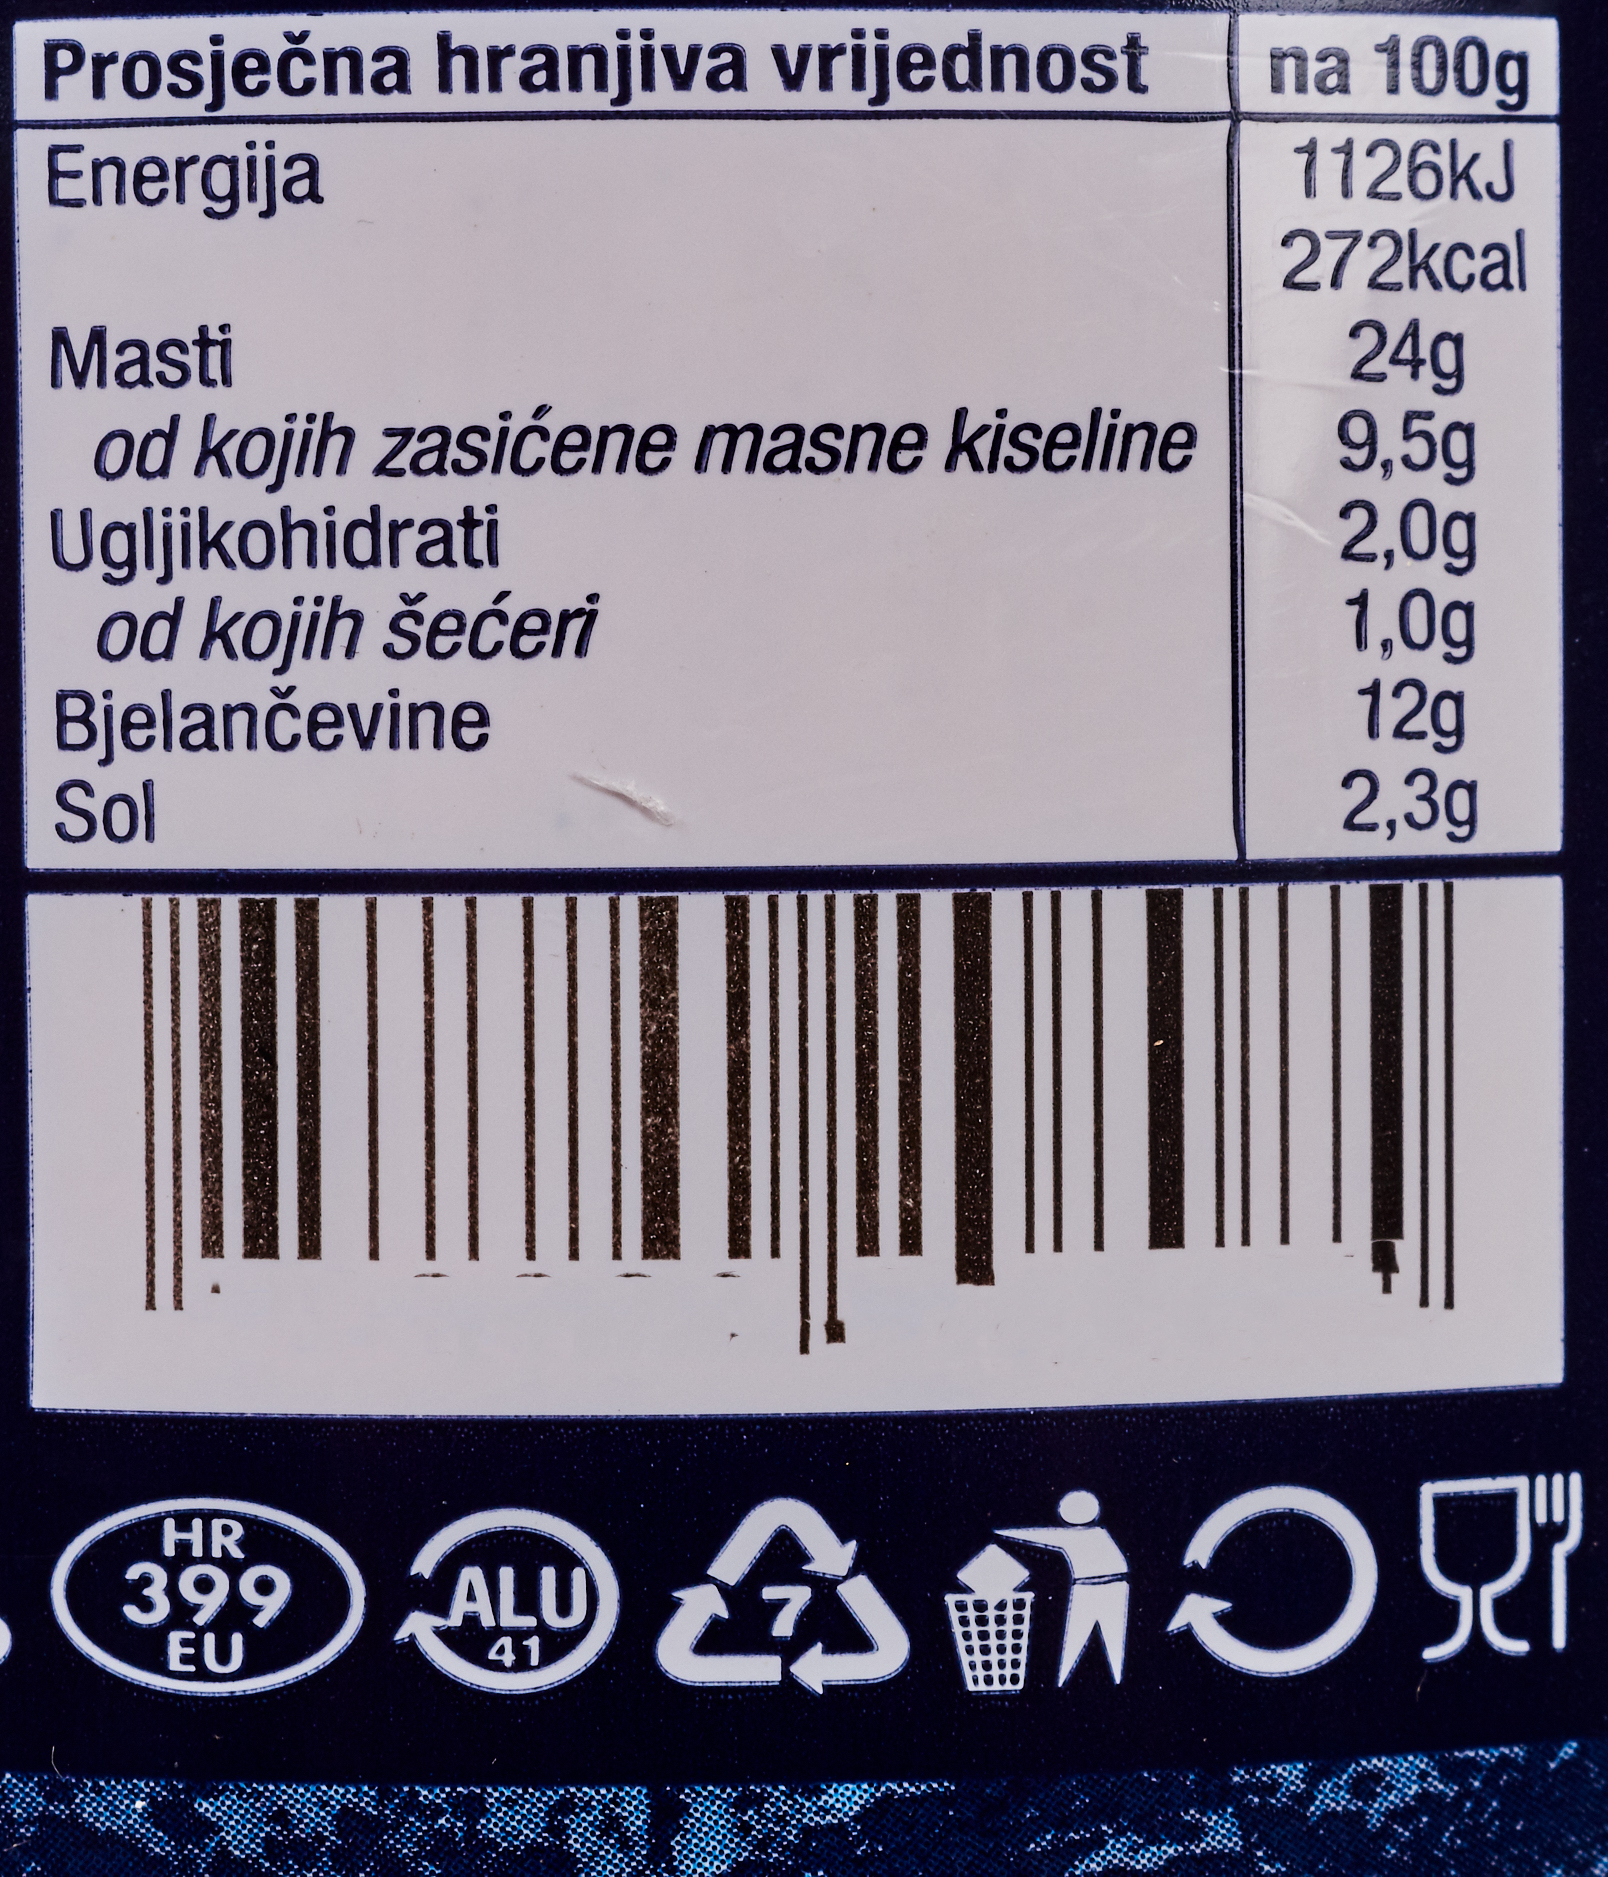 Prosječna hranjiva vrijednost na 100g
Energija 1126kJ
272kcal
Masti 24g
od kojih zasićene masne kiseline 9,5g
Ugljikohidrati 2,0g
od kojih šećeri 1,0g
Bjelančevine 12g
Sol 2,3g
HR
399
EU
ALU
41
7